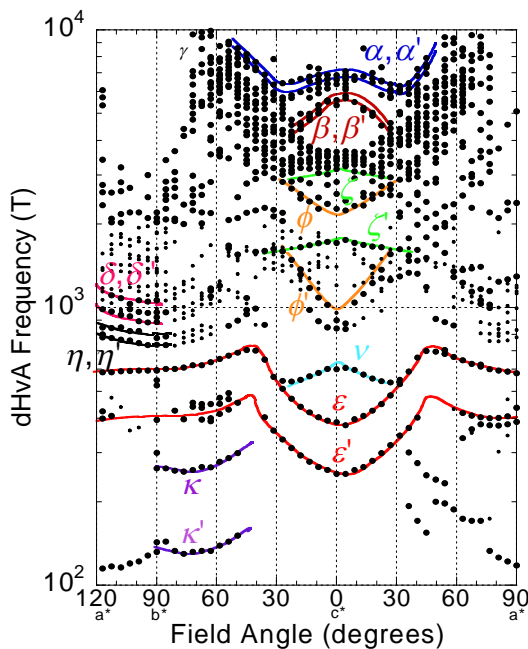 10⁴
γ
α, α'
β, β'
ζ
ϕ
ζ'
δ, δ'
10³
ϕ'
η, η'
ν
ε
ε'
κ
κ'
10²
dHvA Frequency (T)
120 90 60 30 0 30 60 90
a* b* c* a*
Field Angle (degrees)